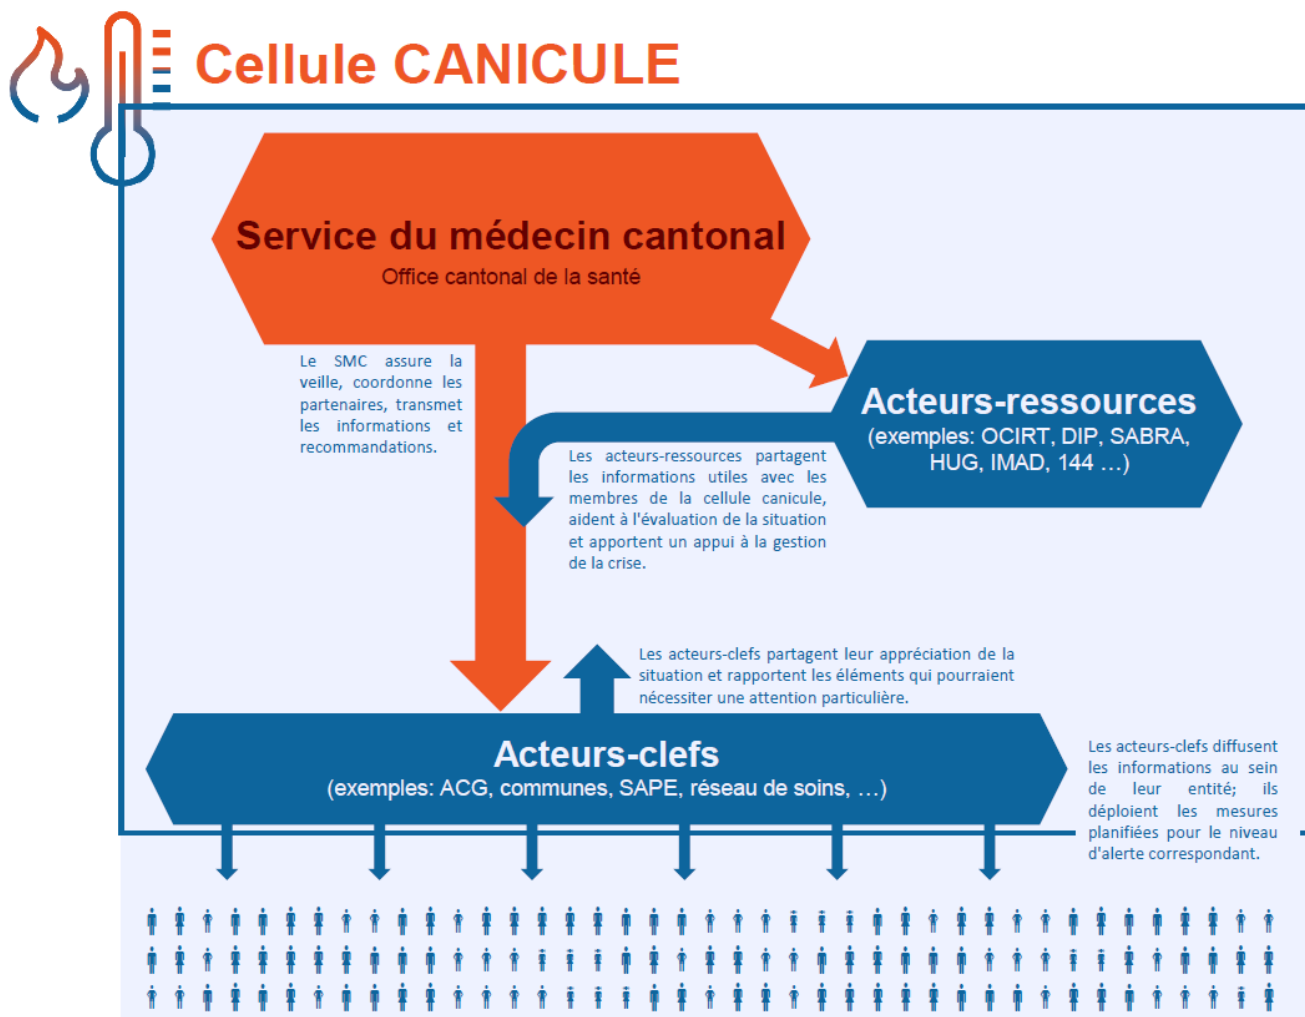 Cellule CANICULE
Service du médecin cantonal
Office cantonal de la santé
Le SMC assure la
veille, coordonne les
partenaires, transmet
les informations et
recommandations.
Acteurs-ressources
(exemples: OCIRT, DIP, SABRA,
HUG, IMAD, 144 ...)
Les acteurs-ressources partagent
les informations utiles avec les
membres de la cellule canicule,
aident à l'évaluation de la situation
et apportent un appui à la gestion
de la crise.
Les acteurs-clefs partagent leur appréciation de la
situation et rapportent les éléments qui pourraient
nécessiter une attention particulière.
Acteurs-clefs
(exemples: ACG, communes, SAPE, réseau de soins, ...)
Les acteurs-clefs diffusent
les informations au sein
de leur entité; ils
déploient les mesures
planifiées pour le niveau
d'alerte correspondant.